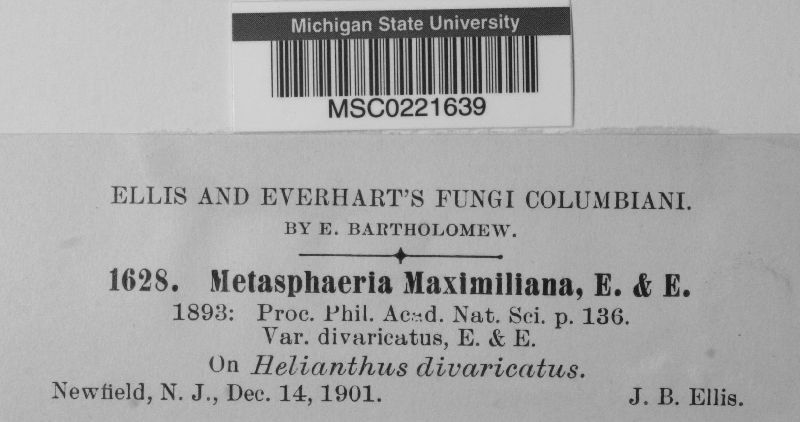 Michigan State University
MSC0221639
ELLIS AND EVERHART'S FUNGI COLUMBIANI.
BY E. BARTHOLOMEW.
1628. Metasphaeria Maximiliana, E. & E.
1893: Proc. Phil. Acad. Nat. Sci. p. 136.
Var. divaricatus, E. & E.
On Helianthus divaricatus.
Newfield, N. J., Dec. 14, 1901. J. B. Ellis.